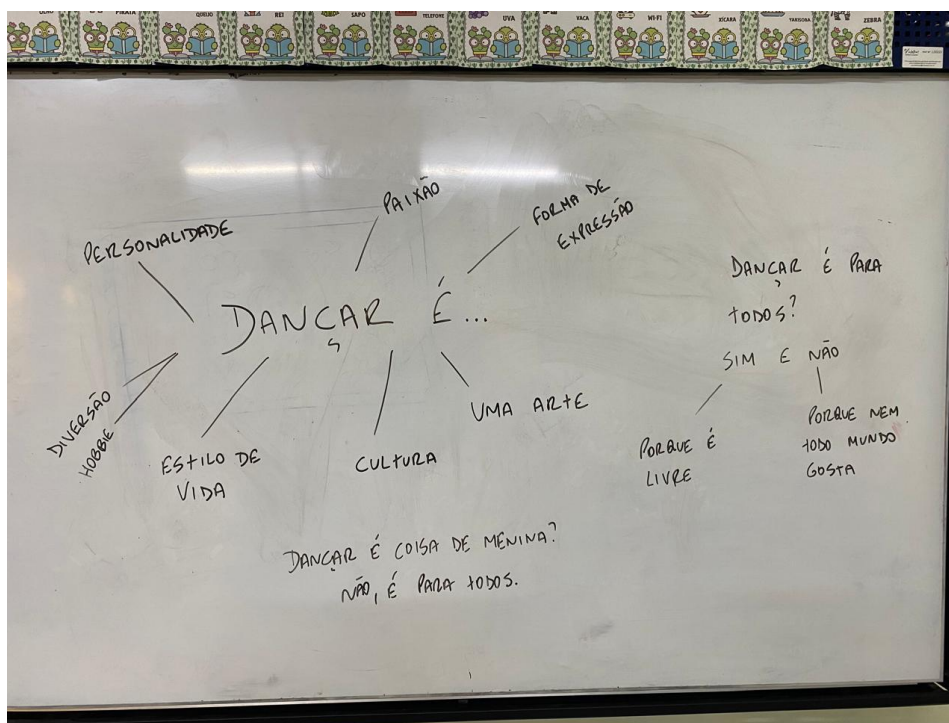 PIRATA
QUEIJO
REI
SAPO
TELEFONE
UVA
VACA
WI-FI
XÍCARA
ZEBRA
PERSONALIDADE
PAIXÃO
FORMA DE
EXPRESSÃO
DANÇAR É...
DIVERSÃO
HOBBIE
ESTILO DE
VIDA
CULTURA
UMA ARTE
DANÇAR É PARA
TODOS?
SIM E NÃO
PORQUE É
LIVRE
PORQUE NEM
TODO MUNDO
GOSTA
DANÇAR É COISA DE MENINA?
NÃO, É PARA TODOS.